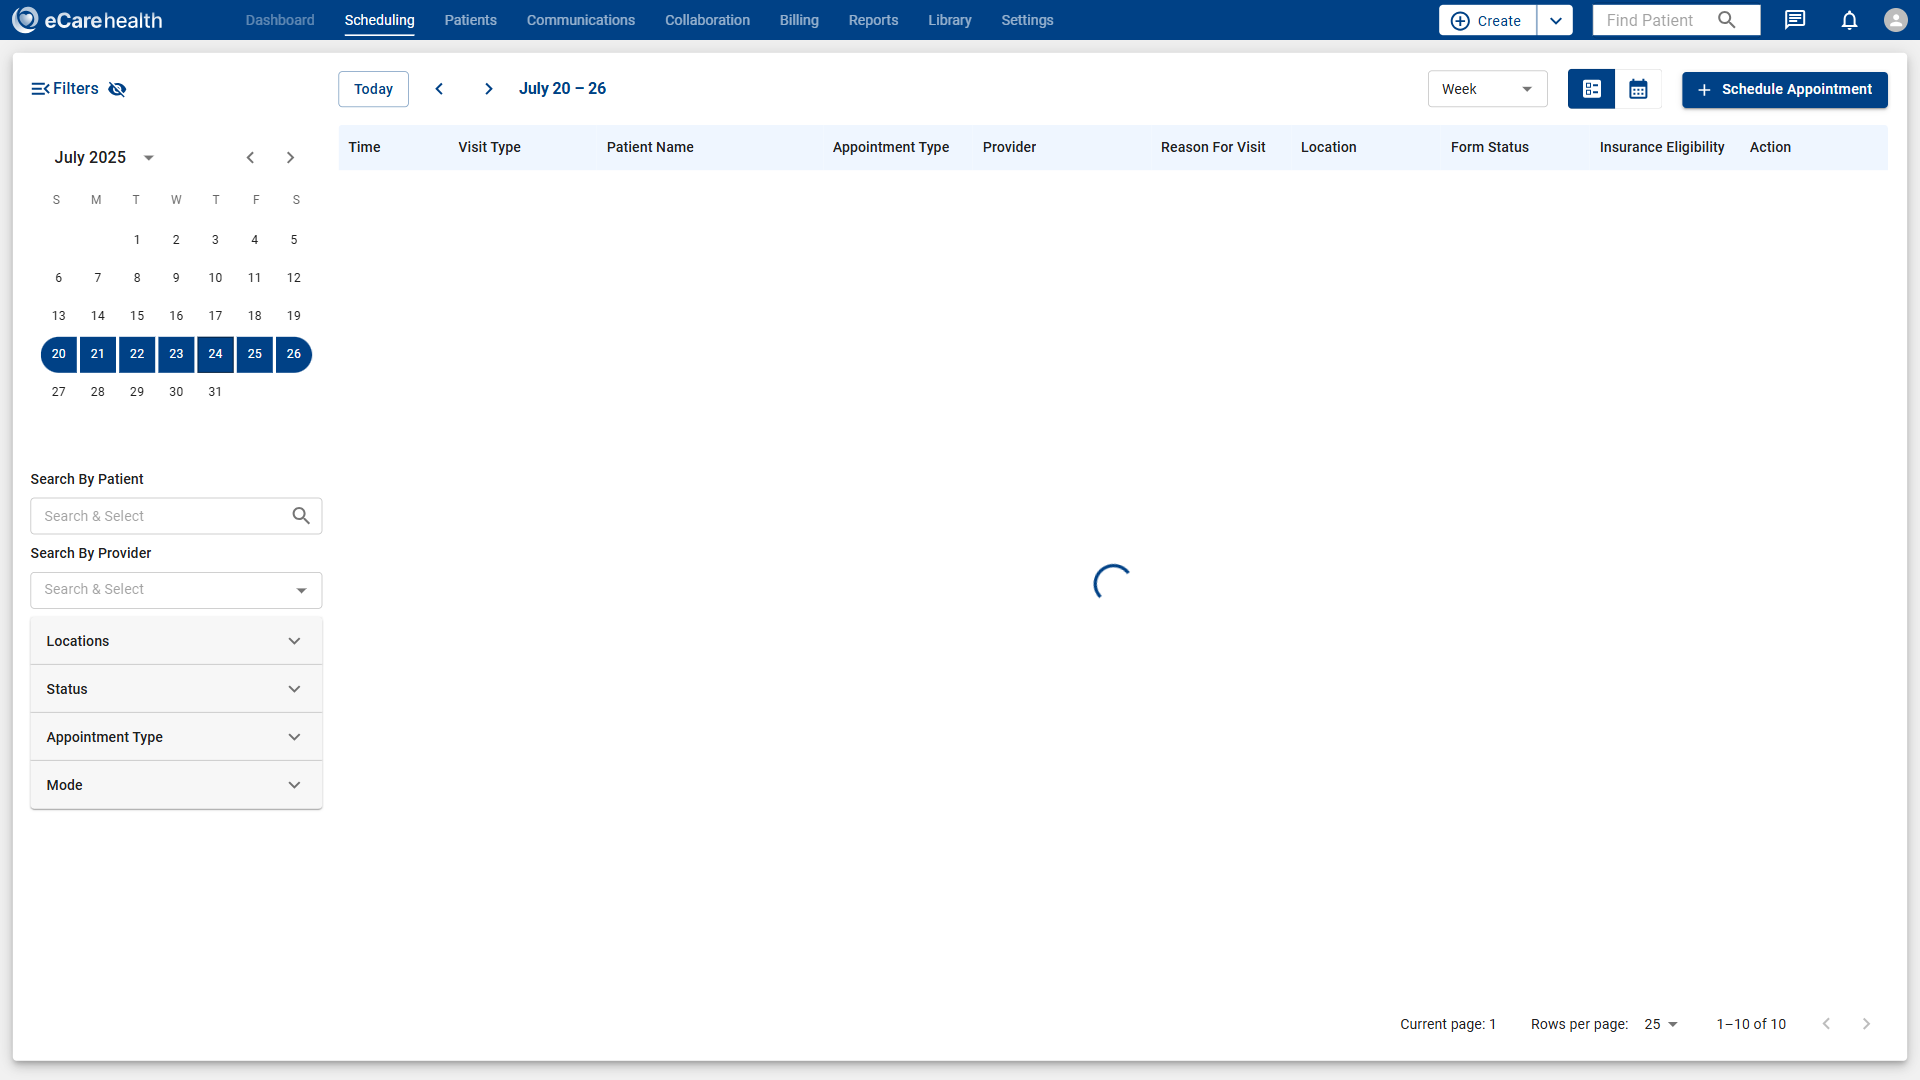 eCarehealth Dashboard Scheduling Patients Communications Collaboration Billing Reports Library Settings Create Find Patient
Filters Today July 20 – 26 Week Schedule Appointment
Time Visit Type Patient Name Appointment Type Provider Reason For Visit Location Form Status Insurance Eligibility Action
July 2025
S M T W T F S
1 2 3 4 5
6 7 8 9 10 11 12
13 14 15 16 17 18 19
20 21 22 23 24 25 26
27 28 29 30 31
Search By Patient
Search & Select
Search By Provider
Search & Select
Locations
Status
Appointment Type
Mode
Current page: 1 Rows per page: 25 1–10 of 10